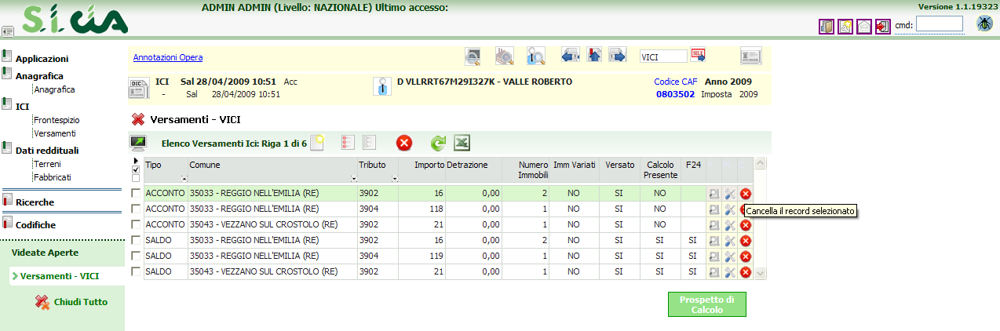 ADMIN ADMIN (Livello: NAZIONALE) Ultimo accesso:
Versione 1.1.19323
S.i. CIA
cmd:
Applicazioni
Anagrafica
Anagrafica
ICI
Frontespizio
Versamenti
Dati reddituali
Terreni
Fabbricati
Ricerche
Codifiche
Videate Aperte
Versamenti - VICI
Chiudi Tutto
Annotazioni Opera
VICI
SELE
DIC
ICI Sal 28/04/2009 10:51 Acc
- Sal 28/04/2009 10:51
D VLLRRT67M29I327K - VALLE ROBERTO
Codice CAF Anno 2009
0803502 Imposta 2009
Versamenti - VICI
Elenco Versamenti Ici: Riga 1 di 6
Tipo Comune Tributo Importo Detrazione Numero Immobili Imm Variati Versato Calcolo Presente F24
ACCONTO 35033 - REGGIO NELL'EMILIA (RE) 3902 16 0,00 2 NO SI NO
ACCONTO 35033 - REGGIO NELL'EMILIA (RE) 3904 118 0,00 1 NO SI NO
Cancella il record selezionato
ACCONTO 35043 - VEZZANO SUL CROSTOLO (RE) 3902 21 0,00 1 NO SI NO
SALDO 35033 - REGGIO NELL'EMILIA (RE) 3902 16 0,00 2 NO SI SI SI
SALDO 35033 - REGGIO NELL'EMILIA (RE) 3904 119 0,00 1 NO SI SI SI
SALDO 35043 - VEZZANO SUL CROSTOLO (RE) 3902 21 0,00 1 NO SI SI SI
Prospetto di
Calcolo